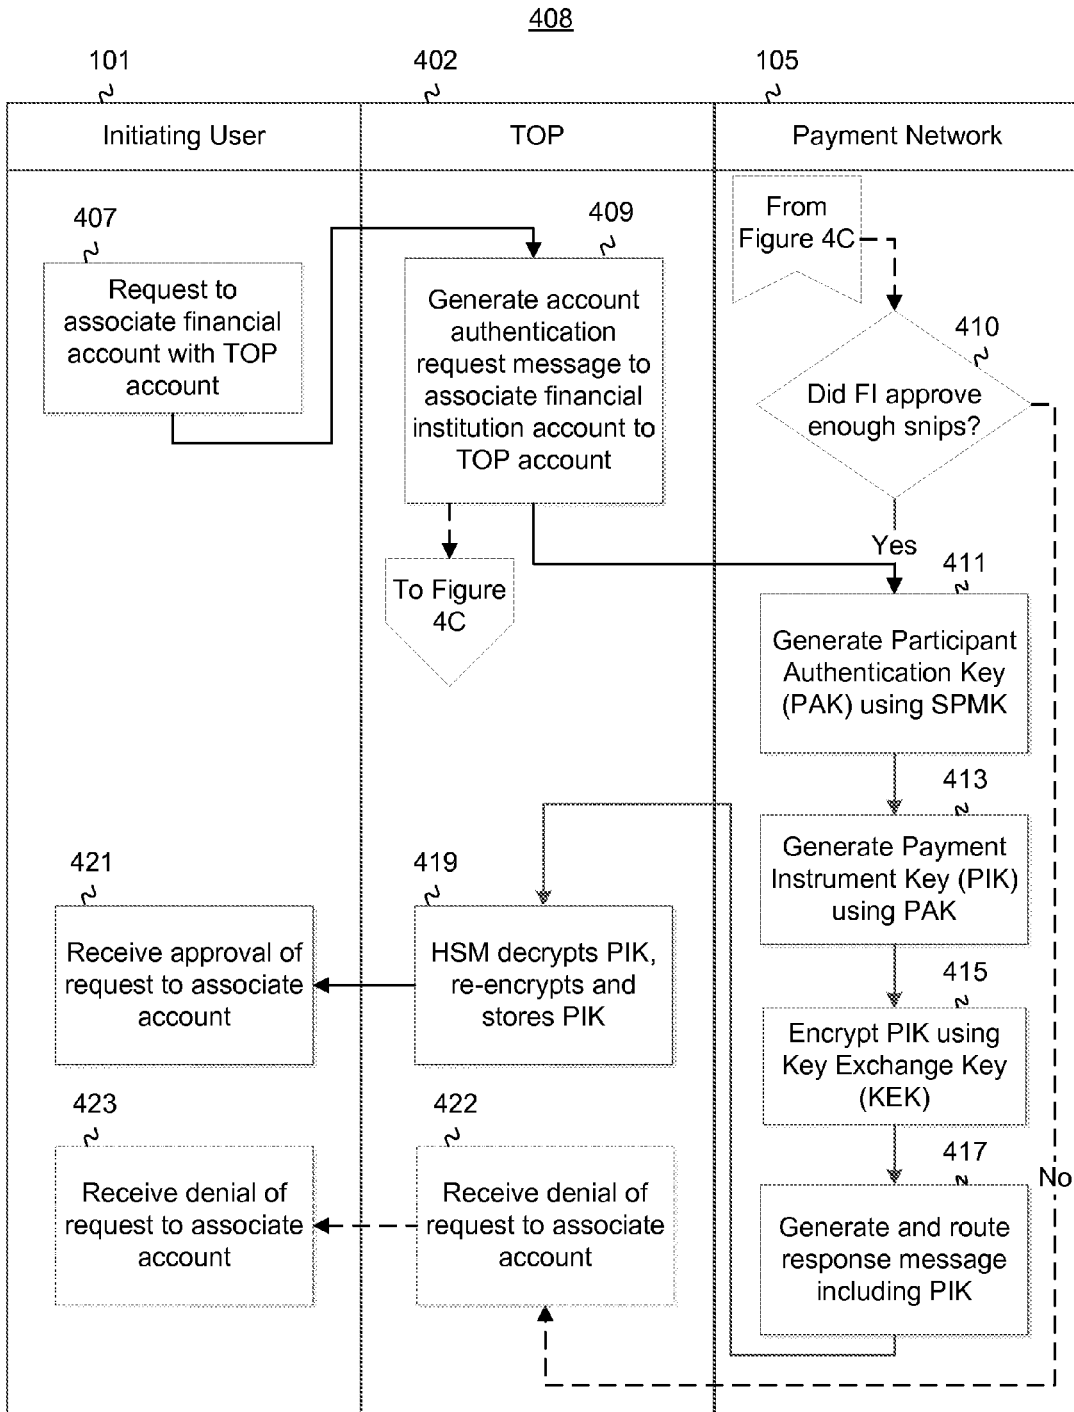 408
101
402
105
Initiating User
TOP
Payment Network
407
Request to
associate financial
account with TOP
account
409
Generate account
authentication
request message to
associate financial
institution account to
TOP account
To Figure
4C
From
Figure 4C
410
Did FI approve
enough snips?
Yes
411
Generate Participant
Authentication Key
(PAK) using SPMK
413
Generate Payment
Instrument Key (PIK)
using PAK
415
Encrypt PIK using
Key Exchange Key
(KEK)
417
No
Generate and route
response message
including PIK
419
HSM decrypts PIK,
re-encrypts and
stores PIK
421
Receive approval of
request to associate
account
422
Receive denial of
request to associate
account
423
Receive denial of
request to associate
account